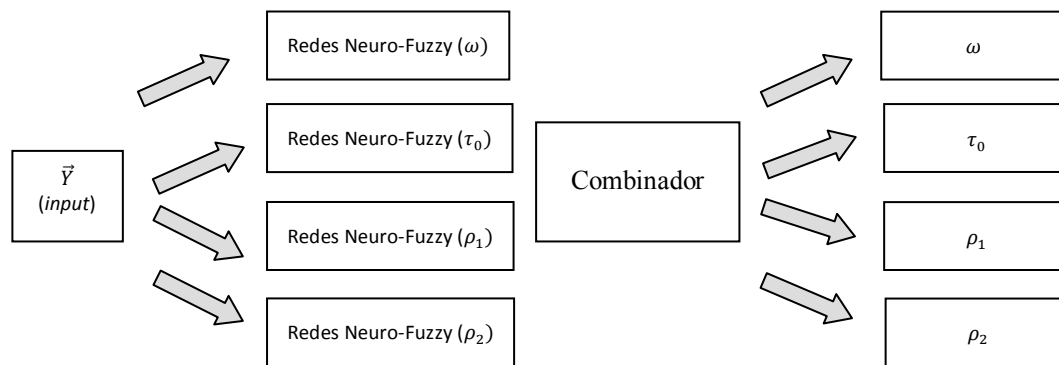 Y⃗
(input)
Redes Neuro-Fuzzy (ω)
Redes Neuro-Fuzzy (τ₀)
Redes Neuro-Fuzzy (ρ₁)
Redes Neuro-Fuzzy (ρ₂)
Combinador
ω
τ₀
ρ₁
ρ₂